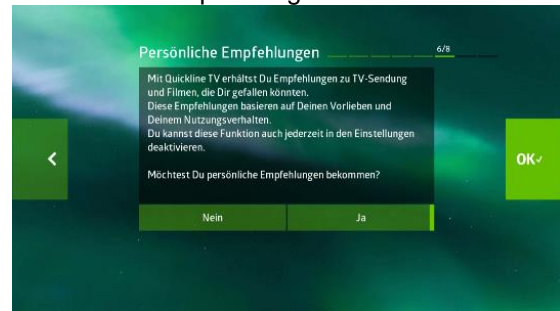 Persönliche Empfehlungen
6/8
Mit Quickline TV erhältst Du Empfehlungen zu TV-Sendung
und Filmen, die Dir gefallen könnten.
Diese Empfehlungen basieren auf Deinen Vorlieben und
Deinem Nutzungsverhalten.
Du kannst diese Funktion auch jederzeit in den Einstellungen
deaktivieren.
Möchtest Du persönliche Empfehlungen bekommen?
OK✓
Nein
Ja